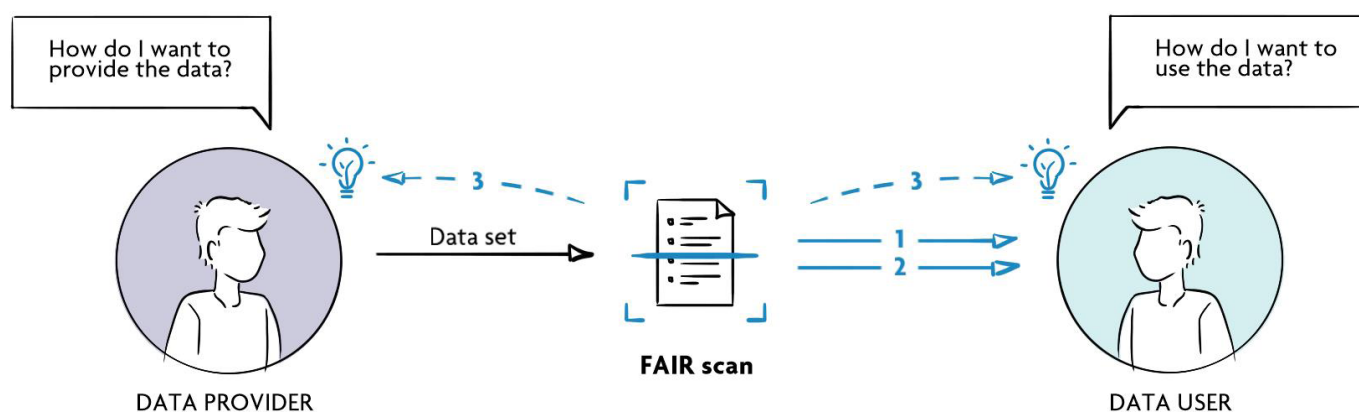 How do I want to
provide the data?
How do I want to
use the data?
3
3
Data set
1
2
FAIR scan
DATA PROVIDER
DATA USER